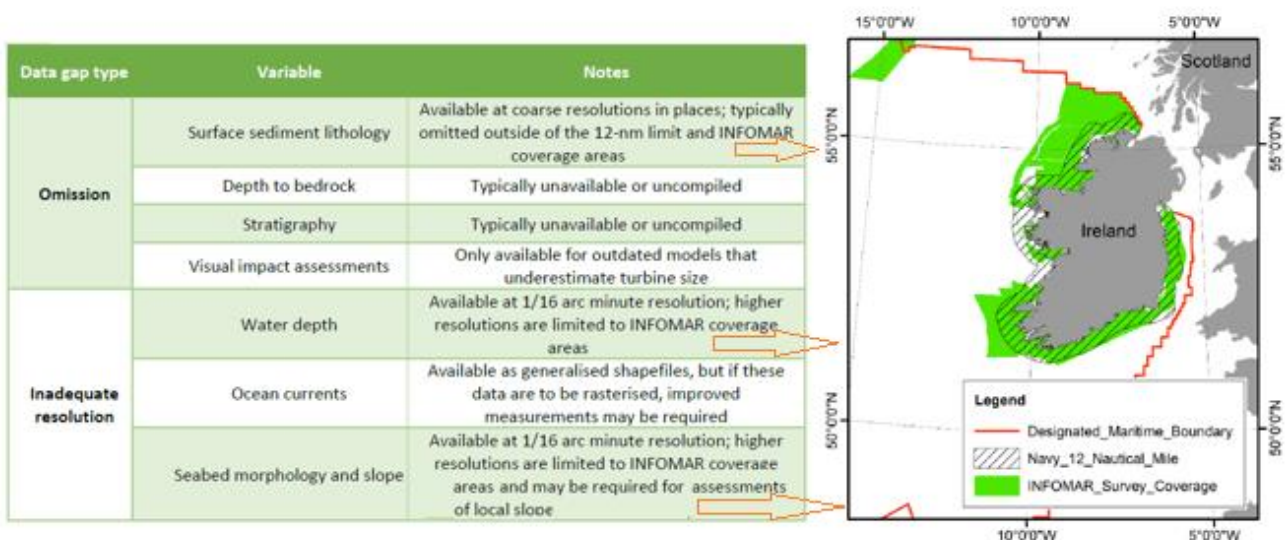 Data gap type Variable Notes
Omission
Surface sediment lithology
Available at coarse resolutions in places; typically
omitted outside of the 12-nm limit and INFOMAR
coverage areas
Depth to bedrock
Typically unavailable or uncompiled
Stratigraphy
Typically unavailable or uncompiled
Visual impact assessments
Only available for outdated models that
underestimate turbine size
Inadequate
resolution
Water depth
Available at 1/16 arc minute resolution; higher
resolutions are limited to INFOMAR coverage
areas
Ocean currents
Available as generalised shapefiles, but if these
data are to be rasterised, improved
measurements may be required
Seabed morphology and slope
Available at 1/16 arc minute resolution; higher
resolutions are limited to INFOMAR coverage
areas and may be required for assessments
of local slope
15°0'0"W 10°0'0"W 5°0'0"W
Scotland
55°0'0"N 55°0'0"N
Ireland
50°0'0"N 50°0'0"N
Legend
Designated_Maritime_Boundary
Navy_12_Nautical_Mile
INFOMAR_Survey_Coverage
10°0'0"W 5°0'0"W